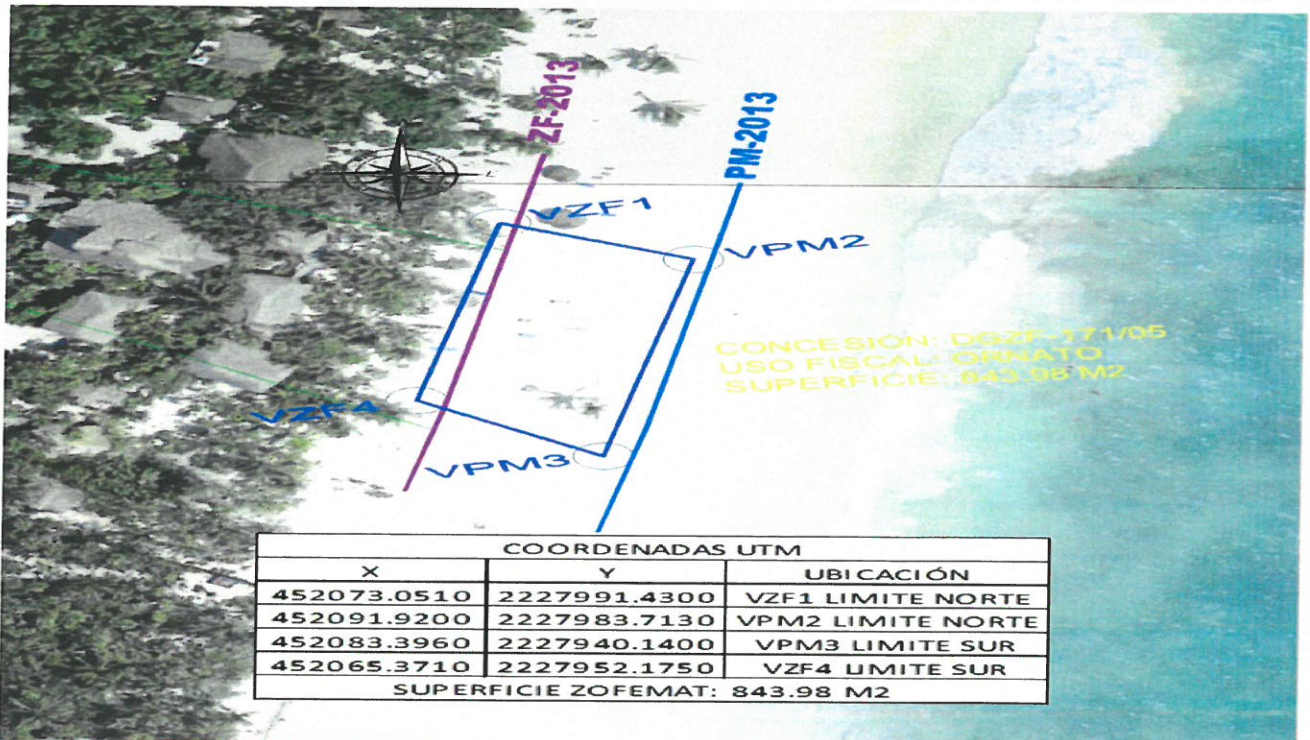 ZF-2013
PM-2013
VZF1
VPM2
CONCESIÓN: DGZF-171/05
USO FISCAL: ORNATO
SUPERFICIE: 843.98 M2
VZF4
VPM3
COORDENADAS UTM
X Y UBICACIÓN
452073.0510 2227991.4300 VZF1 LIMITE NORTE
452091.9200 2227983.7130 VPM2 LIMITE NORTE
452083.3960 2227940.1400 VPM3 LIMITE SUR
452065.3710 2227952.1750 VZF4 LIMITE SUR
SUPERFICIE ZOFEMAT: 843.98 M2